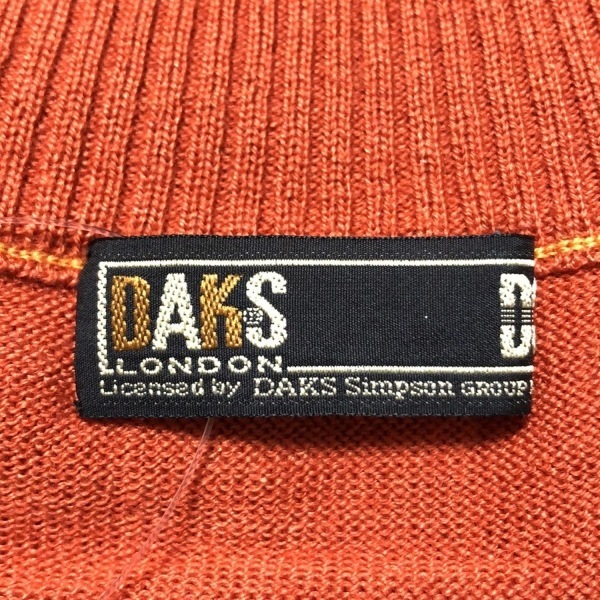 DAKS
LONDON
Licensed by DAKS Simpson GROUP